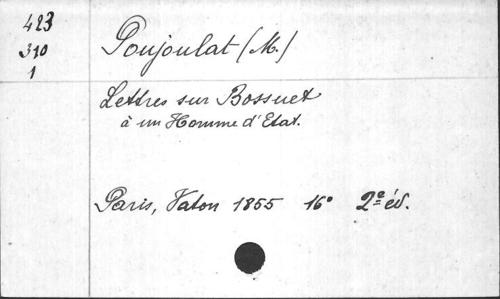 423
310
1
Poujoulat (M.)
Lettres sur Bossuet
à un Homme d'Etat.
Paris, Vaton 1855 16° 2e éd.